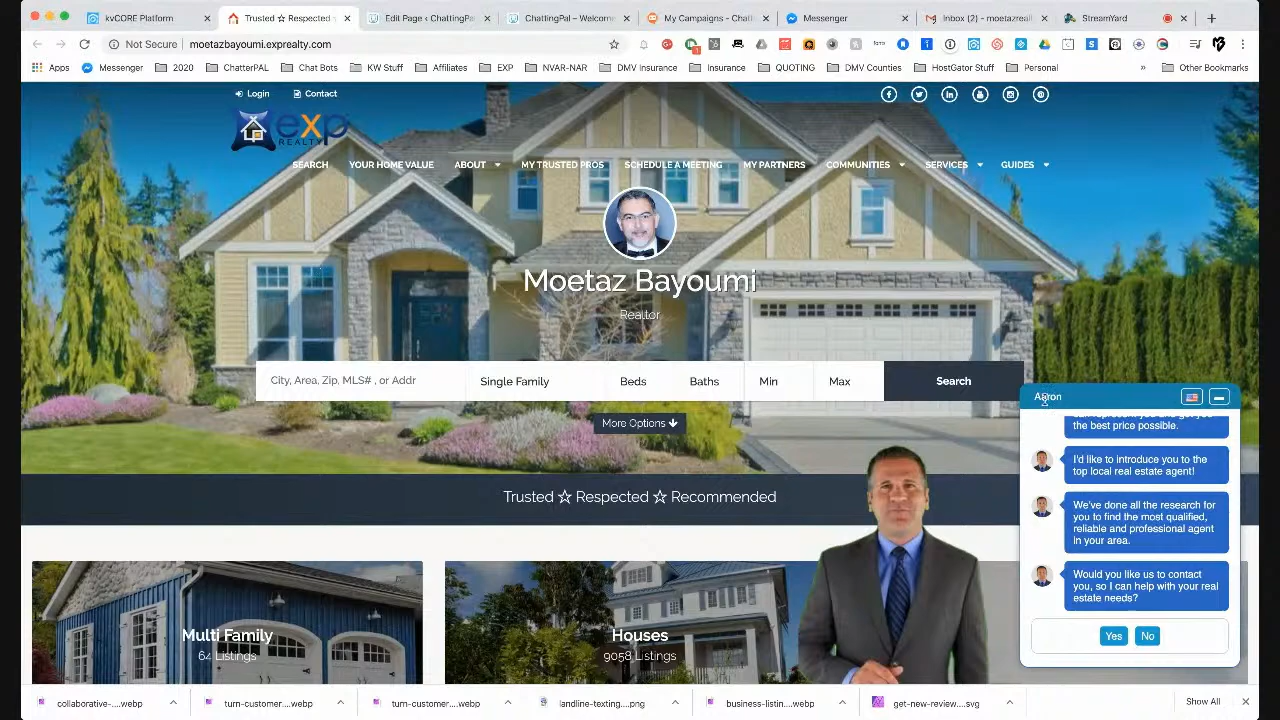 kvCORE Platform
Trusted ☆ Respected
Edit Page ‹ ChattingPal
ChattingPal – Welcome
My Campaigns - Chatt
Messenger
Inbox (2) - moetazreal
StreamYard
Not Secure | moetazbayoumi.exprealty.com
Apps
Messenger
2020
ChatterPAL
Chat Bots
KW Stuff
Affiliates
EXP
NVAR-NAR
DMV Insurance
Insurance
QUOTING
DMV Counties
HostGator Stuff
Personal
»
Other Bookmarks
Login
Contact
exp
REALTY
SEARCH
YOUR HOME VALUE
ABOUT
MY TRUSTED PROS
SCHEDULE A MEETING
MY PARTNERS
COMMUNITIES
SERVICES
GUIDES
Moetaz Bayoumi
Realtor
City, Area, Zip, MLS# , or Addr
Single Family
Beds
Baths
Min
Max
Search
More Options
Trusted ☆ Respected ☆ Recommended
Multi Family
64 Listings
Houses
9058 Listings
Aaron
the best price possible.
I'd like to introduce you to the
top local real estate agent!
We've done all the research for
you to find the most qualified,
reliable and professional agent
in your area.
Would you like us to contact
you, so I can help with your real
estate needs?
Yes
No
collaborative-....webp
turn-customer....webp
turn-customer....webp
landline-texting....png
business-listin....webp
get-new-review....svg
Show All